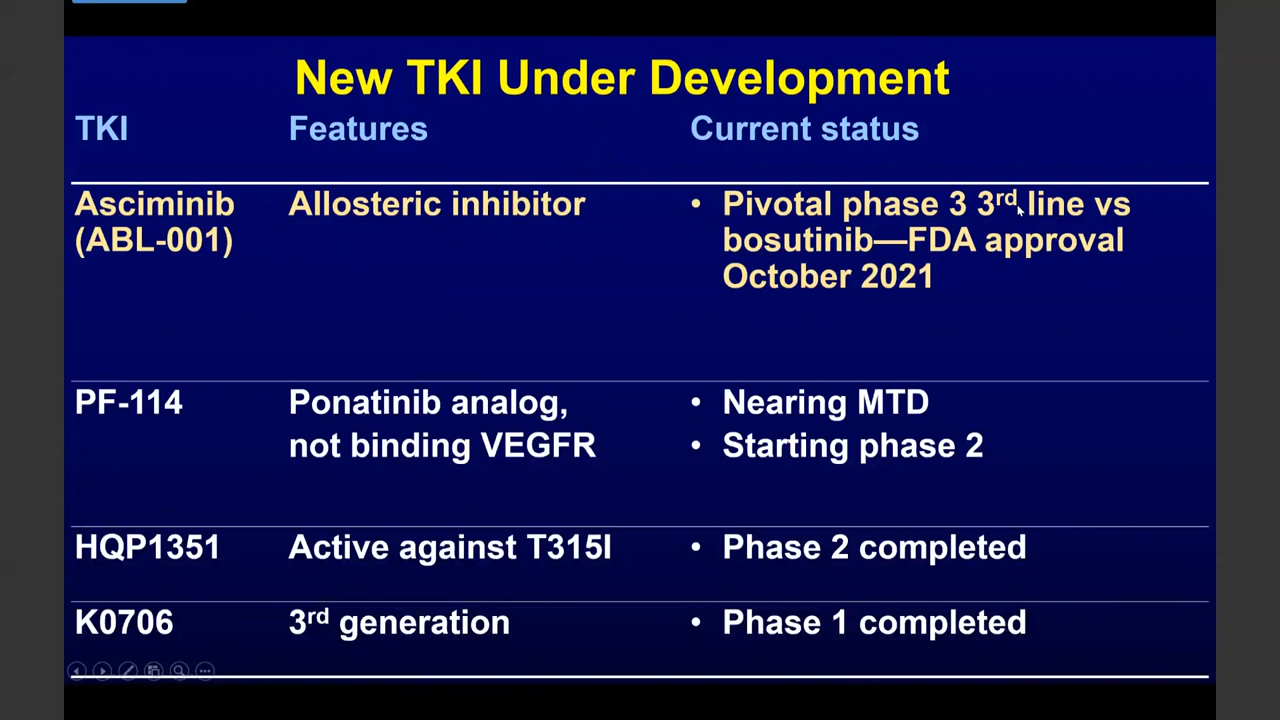 New TKI Under Development
TKI Features Current status
Asciminib Allosteric inhibitor • Pivotal phase 3 3rd line vs
(ABL-001) bosutinib—FDA approval
October 2021
PF-114 Ponatinib analog, • Nearing MTD
not binding VEGFR • Starting phase 2
HQP1351 Active against T315I • Phase 2 completed
K0706 3rd generation • Phase 1 completed